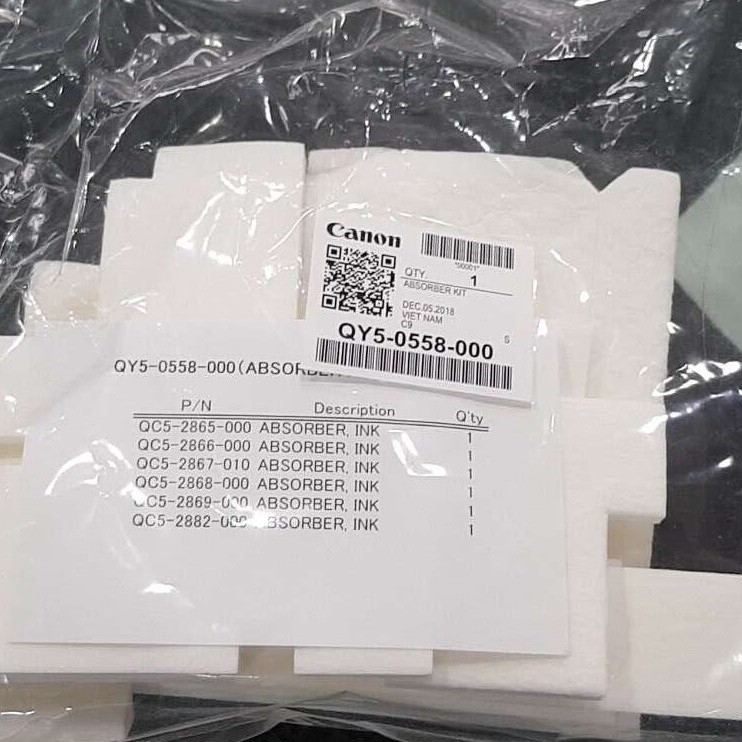 Canon
*S0001*
QTY. 1
ABSORBER KIT
DEC.05.2018
VIET NAM
C9
S
QY5-0558-000
QY5-0558-000(ABSORBER
P/N Description Q'ty
QC5-2865-000 ABSORBER, INK 1
QC5-2866-000 ABSORBER, INK 1
QC5-2867-010 ABSORBER, INK 1
QC5-2868-000 ABSORBER, INK 1
QC5-2869-000 ABSORBER, INK 1
QC5-2882-000 ABSORBER, INK 1